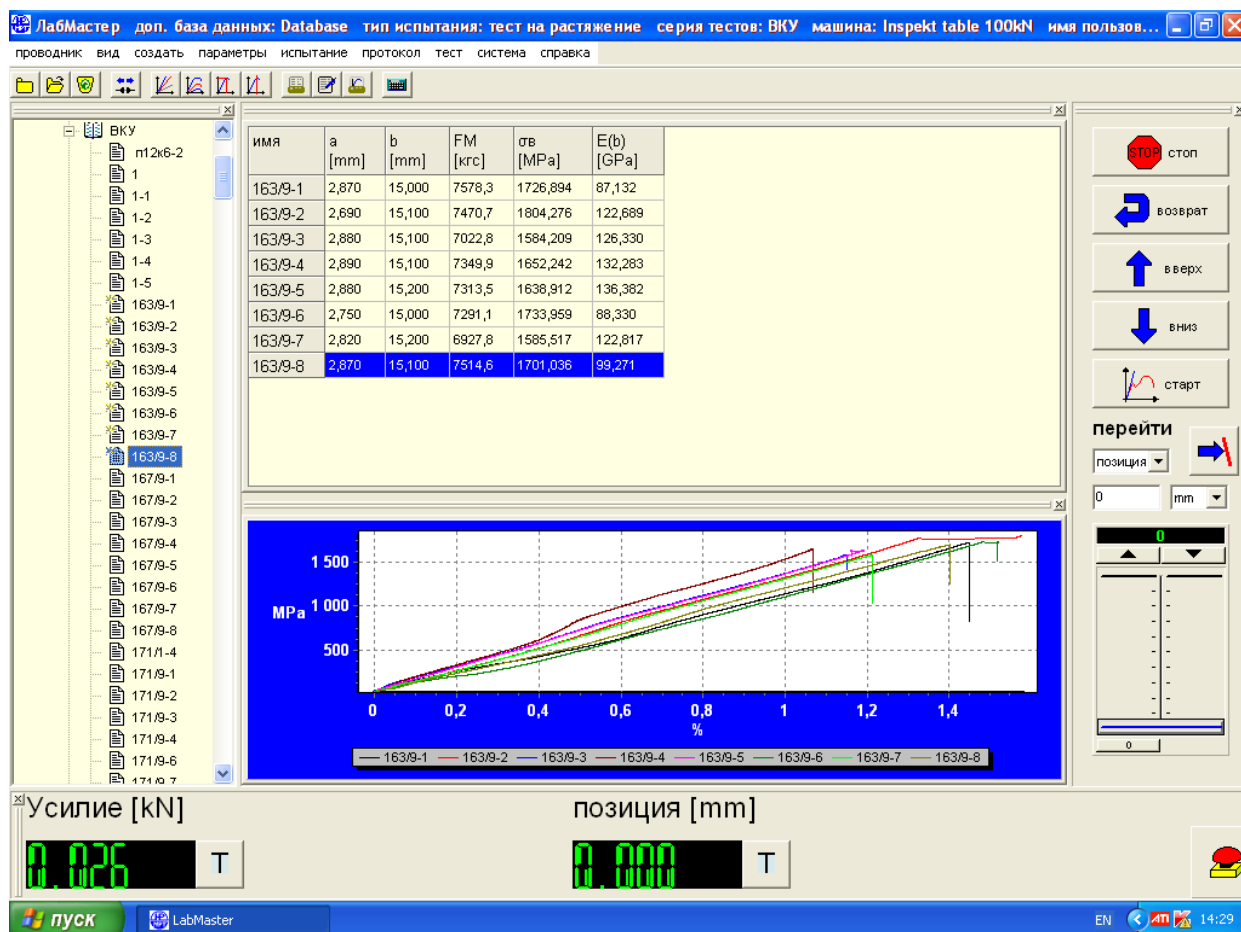 ЛабМастер доп. база данных: Database тип испытания: тест на растяжение серия тестов: ВКУ машина: Inspekt table 100kN имя пользов...
проводник вид создать параметры испытание протокол тест система справка
ВКУ
п12к6-2
1
1-1
1-2
1-3
1-4
1-5
163/9-1
163/9-2
163/9-3
163/9-4
163/9-5
163/9-6
163/9-7
163/9-8
167/9-1
167/9-2
167/9-3
167/9-4
167/9-5
167/9-6
167/9-7
167/9-8
171/1-4
171/9-1
171/9-2
171/9-3
171/9-4
171/9-6
171/9-7
имя a b FM σв E(b)
[mm] [mm] [кгс] [MPa] [GPa]
163/9-1 2,870 15,000 7578,3 1726,894 87,132
163/9-2 2,690 15,100 7470,7 1804,276 122,689
163/9-3 2,880 15,100 7022,8 1584,209 126,330
163/9-4 2,890 15,100 7349,9 1652,242 132,283
163/9-5 2,880 15,200 7313,5 1638,912 136,382
163/9-6 2,750 15,000 7291,1 1733,959 88,330
163/9-7 2,820 15,200 6927,8 1585,517 122,817
163/9-8 2,870 15,100 7514,6 1701,036 99,271
1 500
MPa 1 000
500
0 0,2 0,4 0,6 0,8 1 1,2 1,4
%
163/9-1 163/9-2 163/9-3 163/9-4 163/9-5 163/9-6 163/9-7 163/9-8
STOP стоп
возврат
вверх
вниз
старт
перейти
позиция
0 mm
0
0
Усилие [kN] позиция [mm]
0.026 T 0.000 T
пуск LabMaster EN ATI 14:29